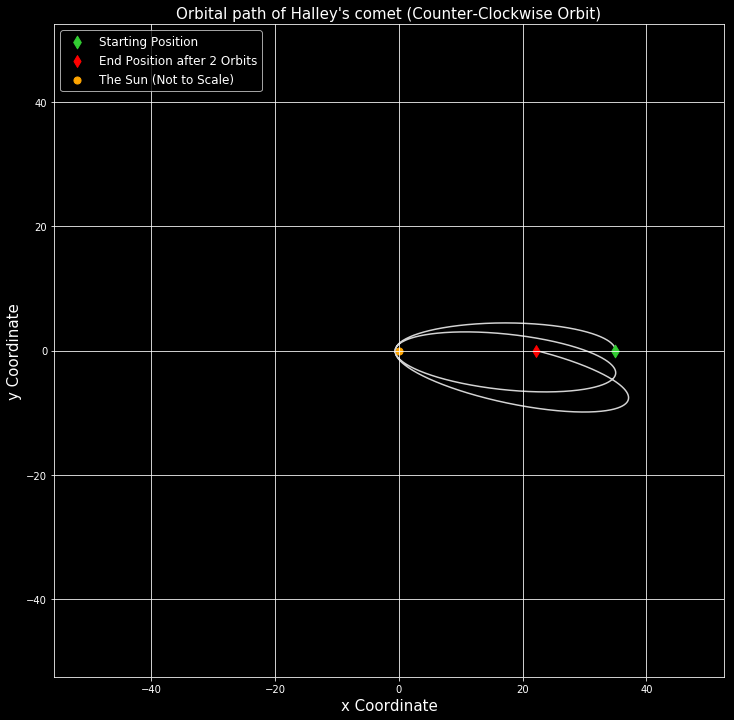 Orbital path of Halley's comet (Counter-Clockwise Orbit)
Starting Position
End Position after 2 Orbits
The Sun (Not to Scale)
40
20
0
−20
−40
y Coordinate
−40 −20 0 20 40
x Coordinate